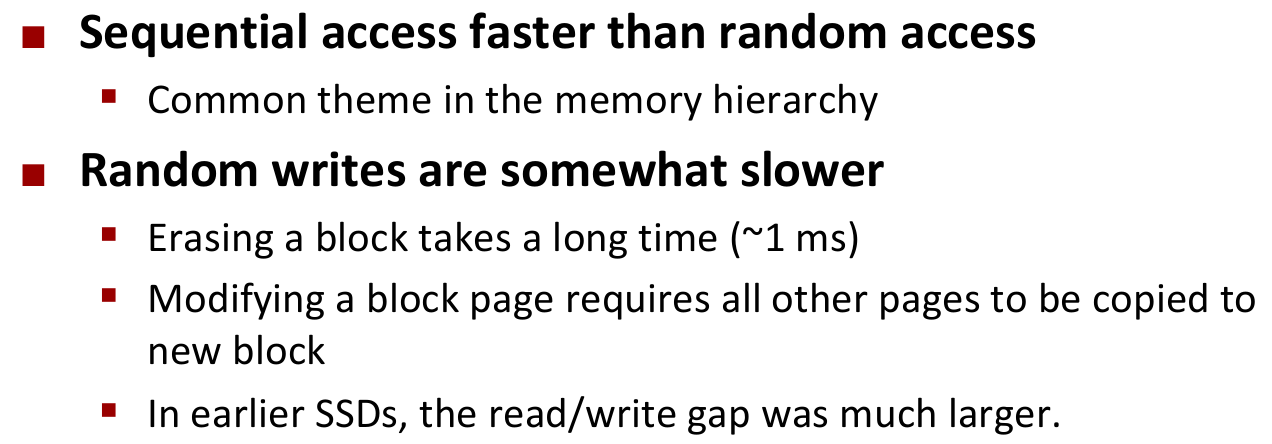 Sequential access faster than random access
Common theme in the memory hierarchy
Random writes are somewhat slower
Erasing a block takes a long time (~1 ms)
Modifying a block page requires all other pages to be copied to
new block
In earlier SSDs, the read/write gap was much larger.